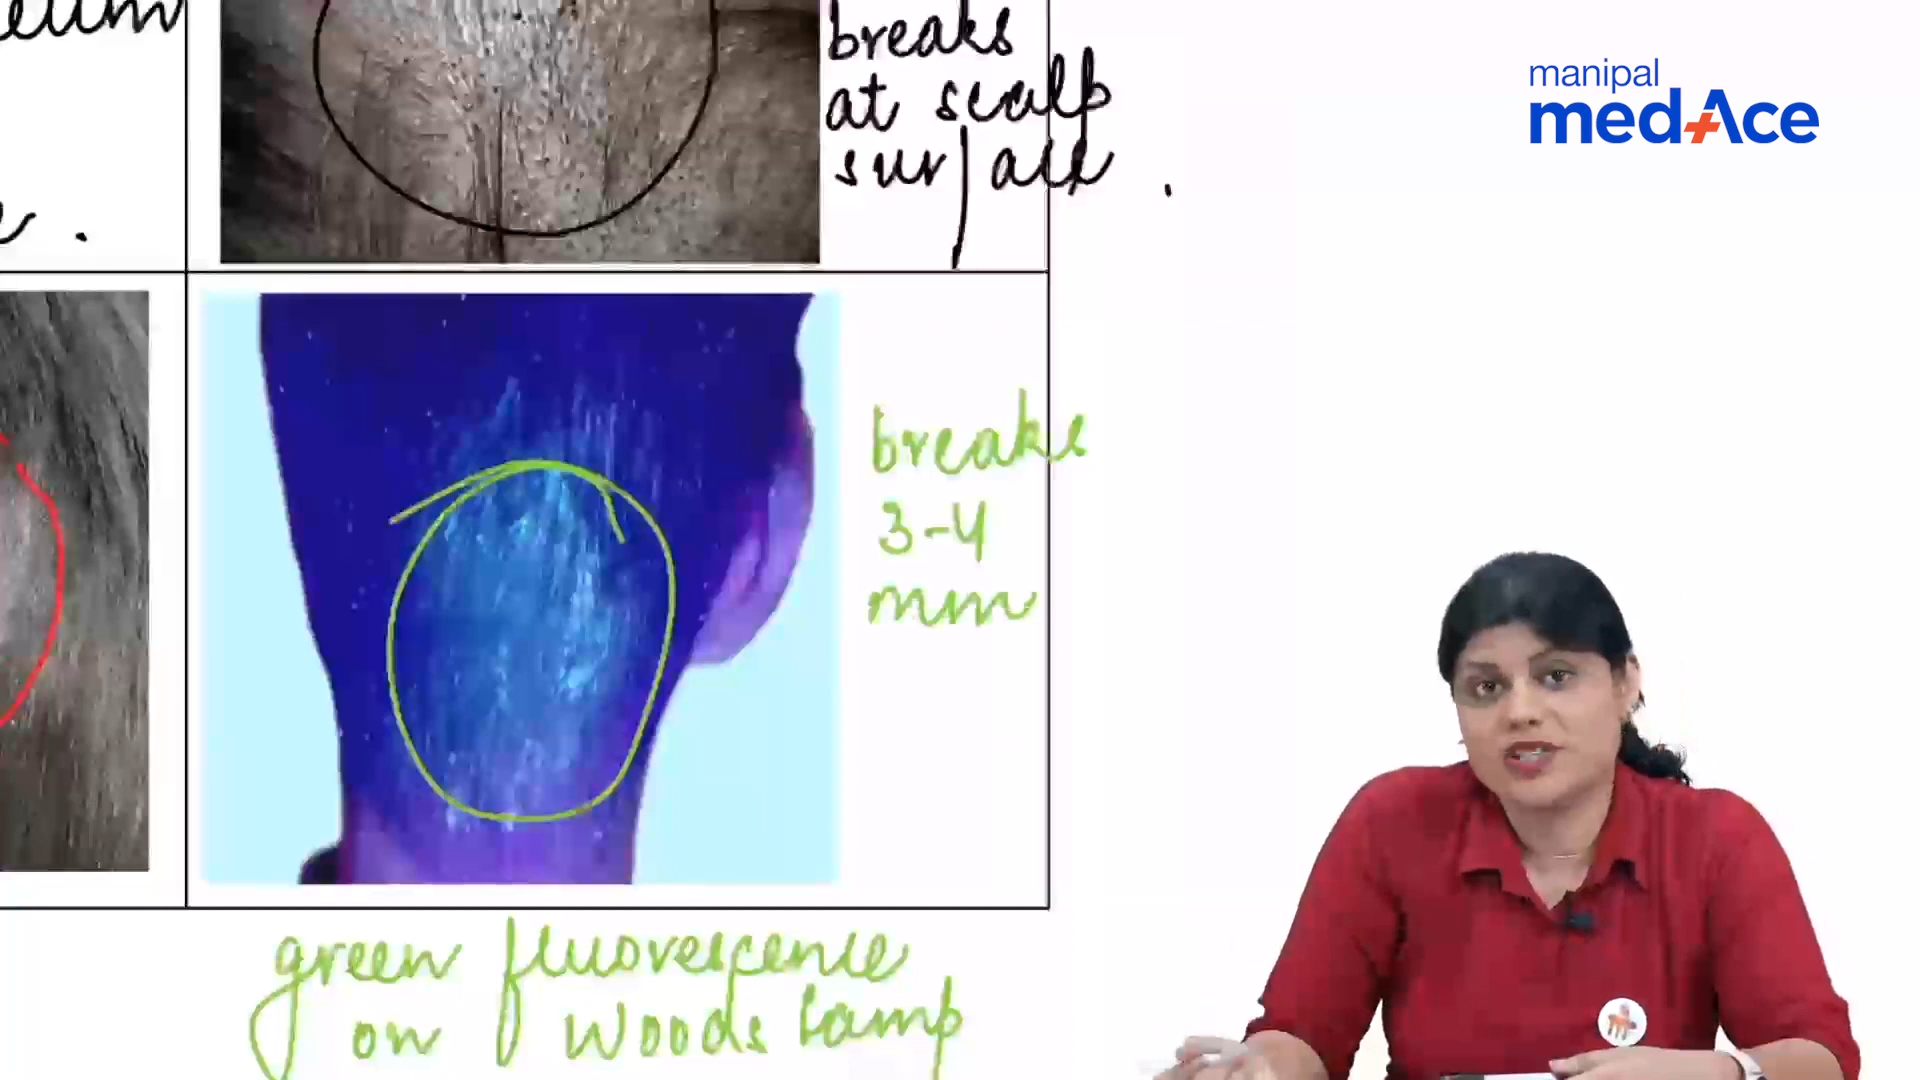 breaks
at scalp
surface.
manipal
medAce
breaks
3-4
mm
green fluorescence
on woods lamp